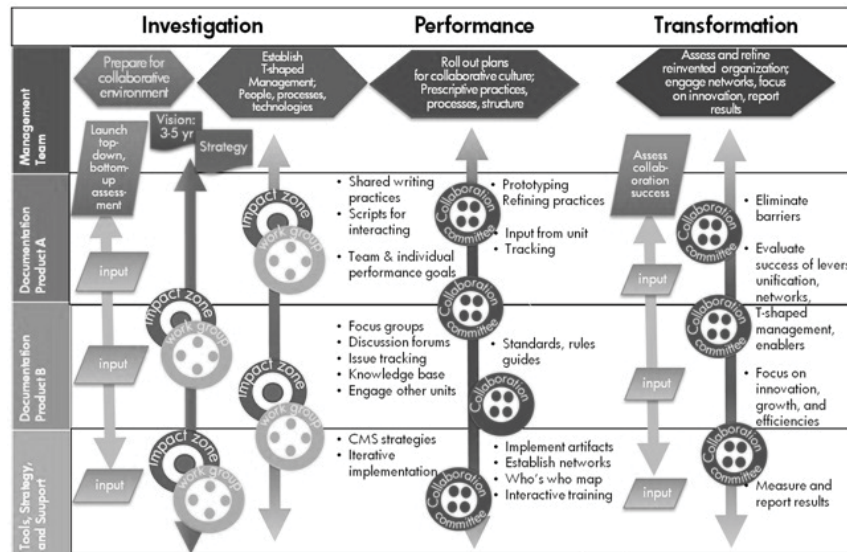 Investigation
Performance
Transformation
Management
Team
Prepare for
collaborative
environment
Establish
T-shaped
Management;
People, processes,
technologies
Roll out plans
for collaborative culture;
Prescriptive practices,
processes, structure
Assess and refine
reinvented organization;
engage networks, focus
on innovation, report
results
Launch
top-
down,
bottom-
up
assess-
ment
Vision:
3-5 yr
Strategy
Assess
collab-
oration
success
Documentation
Product A
input
Impact zone
work group
• Shared writing
practices
• Scripts for
interacting
• Team & individual
performance goals
Collaboration
committee
• Prototyping
Refining practices
• Input from unit
• Tracking
input
Collaboration
committee
• Eliminate
barriers
• Evaluate
success of levers
unification,
networks,
T-shaped
management,
enablers
Documentation
Product B
input
Impact zone
work group
Impact zone
work group
• Focus groups
• Discussion forums
• Issue tracking
• Knowledge base
• Engage other units
Collaboration
committee
Collaboration
committee
• Standards, rules
guides
input
Collaboration
committee
• Focus on
innovation,
growth, and
efficiencies
Tools, Strategy,
and Suupport
input
Impact zone
work group
• CMS strategies
• Iterative
implementation
Collaboration
committee
• Implement artifacts
• Establish networks
• Who's who map
• Interactive training
input
Collaboration
committee
• Measure and
report results